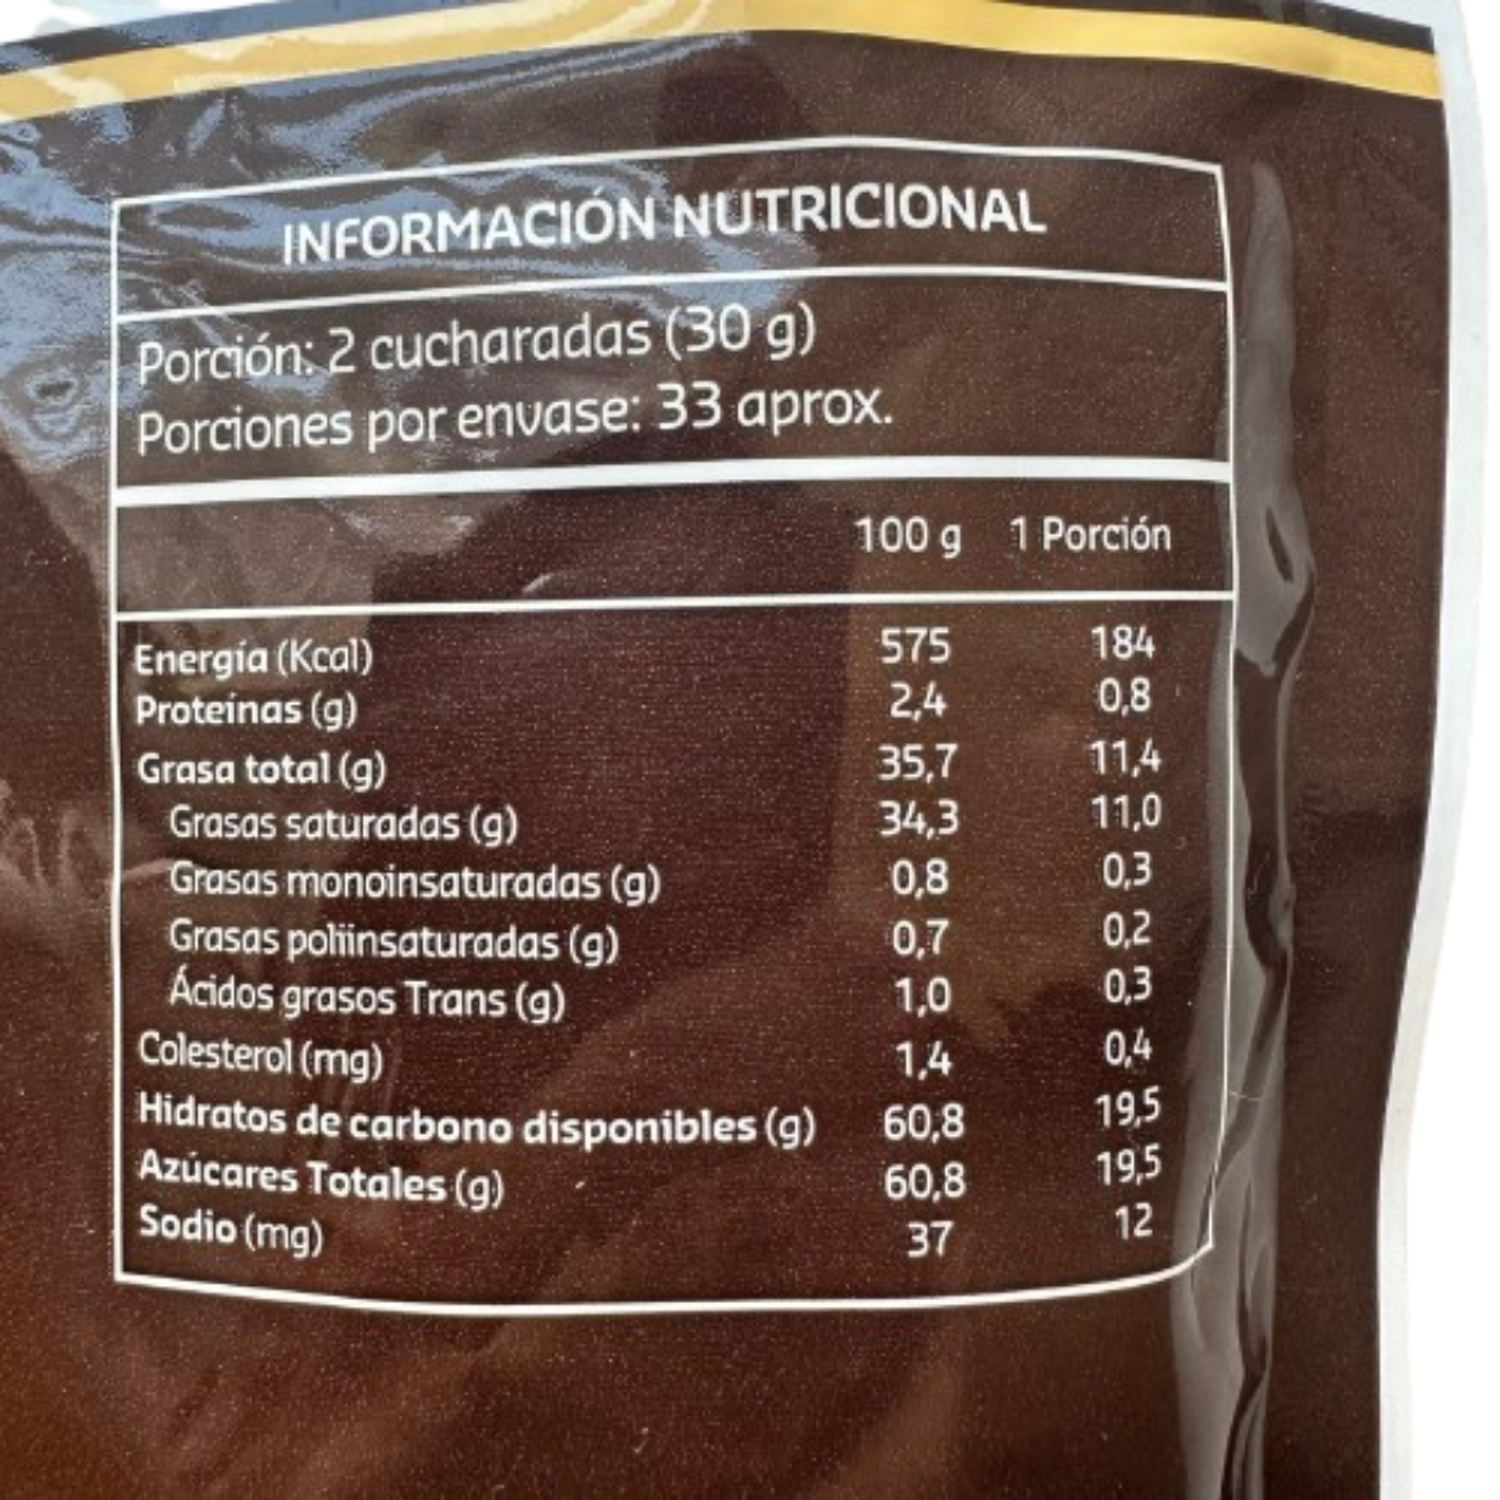 INFORMACIÓN NUTRICIONAL
Porción: 2 cucharadas (30 g)
Porciones por envase: 33 aprox.
100 g 1 Porción
Energía (Kcal) 575 184
Proteínas (g) 2,4 0,8
Grasa total (g) 35,7 11,4
Grasas saturadas (g) 34,3 11,0
Grasas monoinsaturadas (g) 0,8 0,3
Grasas poliinsaturadas (g) 0,7 0,2
Ácidos grasos Trans (g) 1,0 0,3
Colesterol (mg) 1,4 0,4
Hidratos de carbono disponibles (g) 60,8 19,5
Azúcares Totales (g) 60,8 19,5
Sodio (mg) 37 12